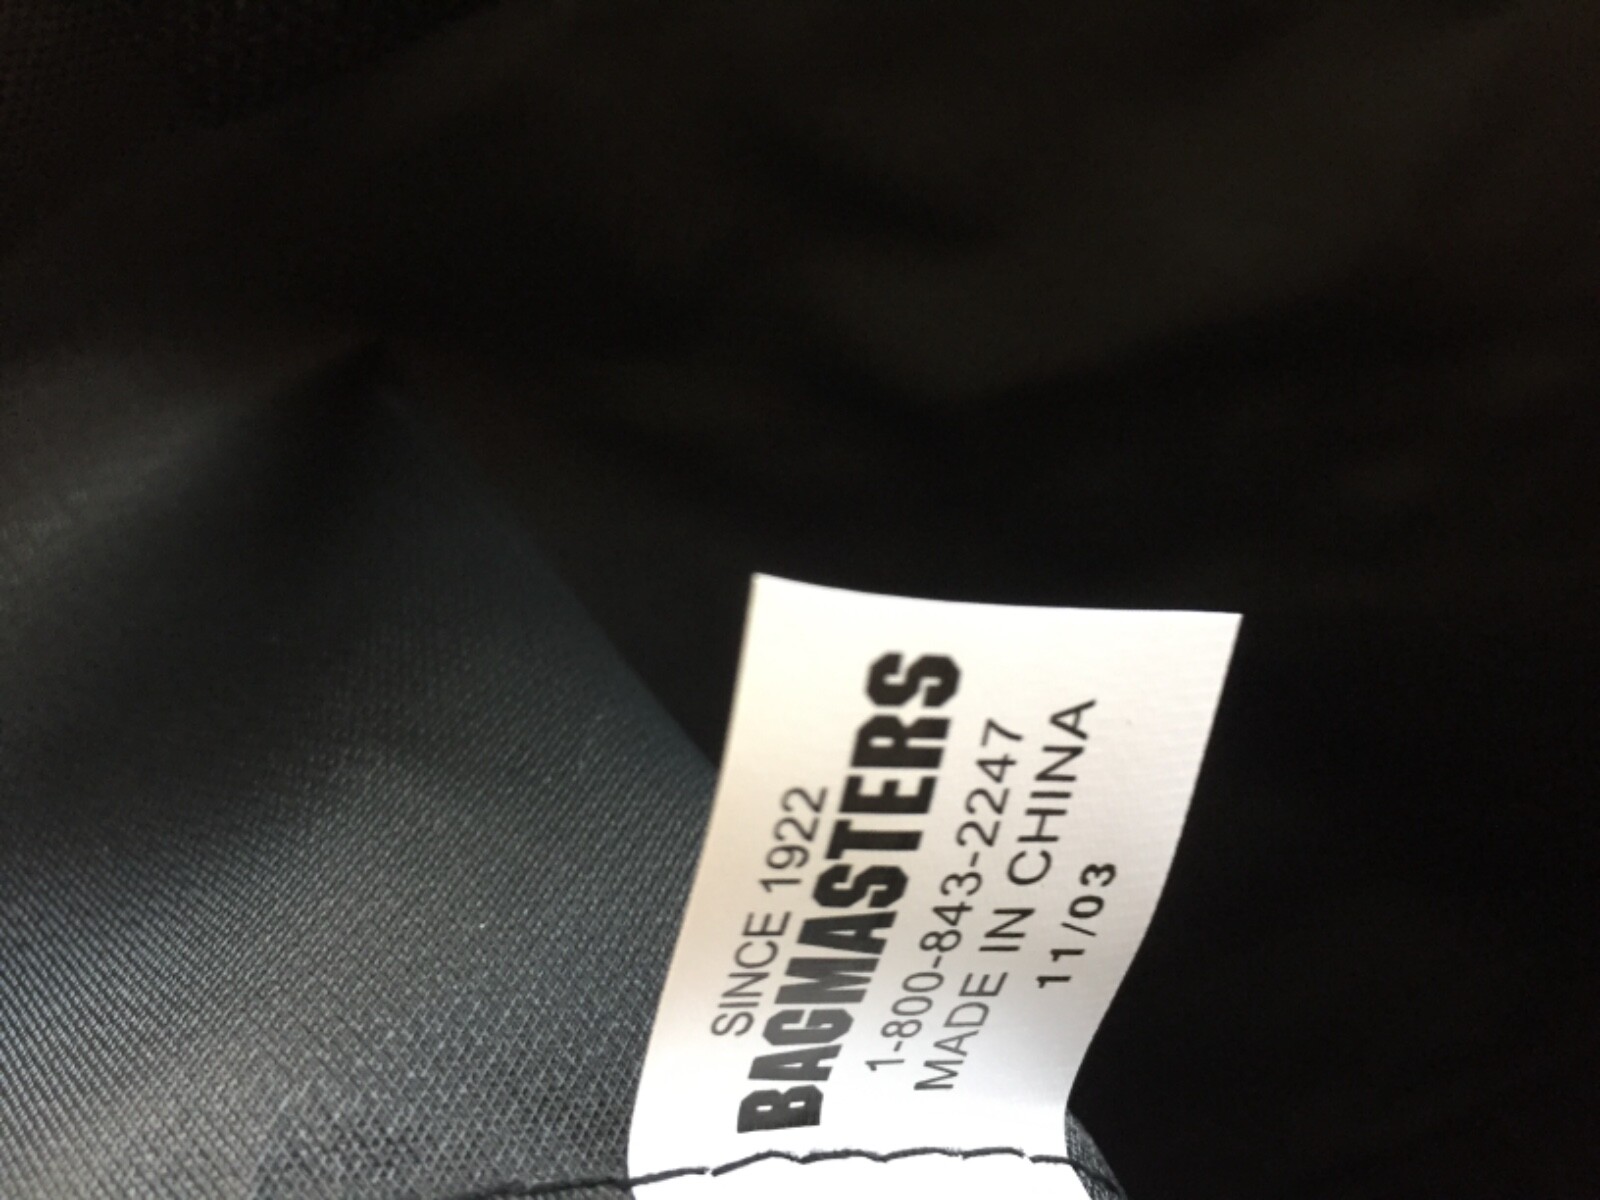 SINCE 1922
BAGMASTERS
1-800-843-2247
MADE IN CHINA
11/03